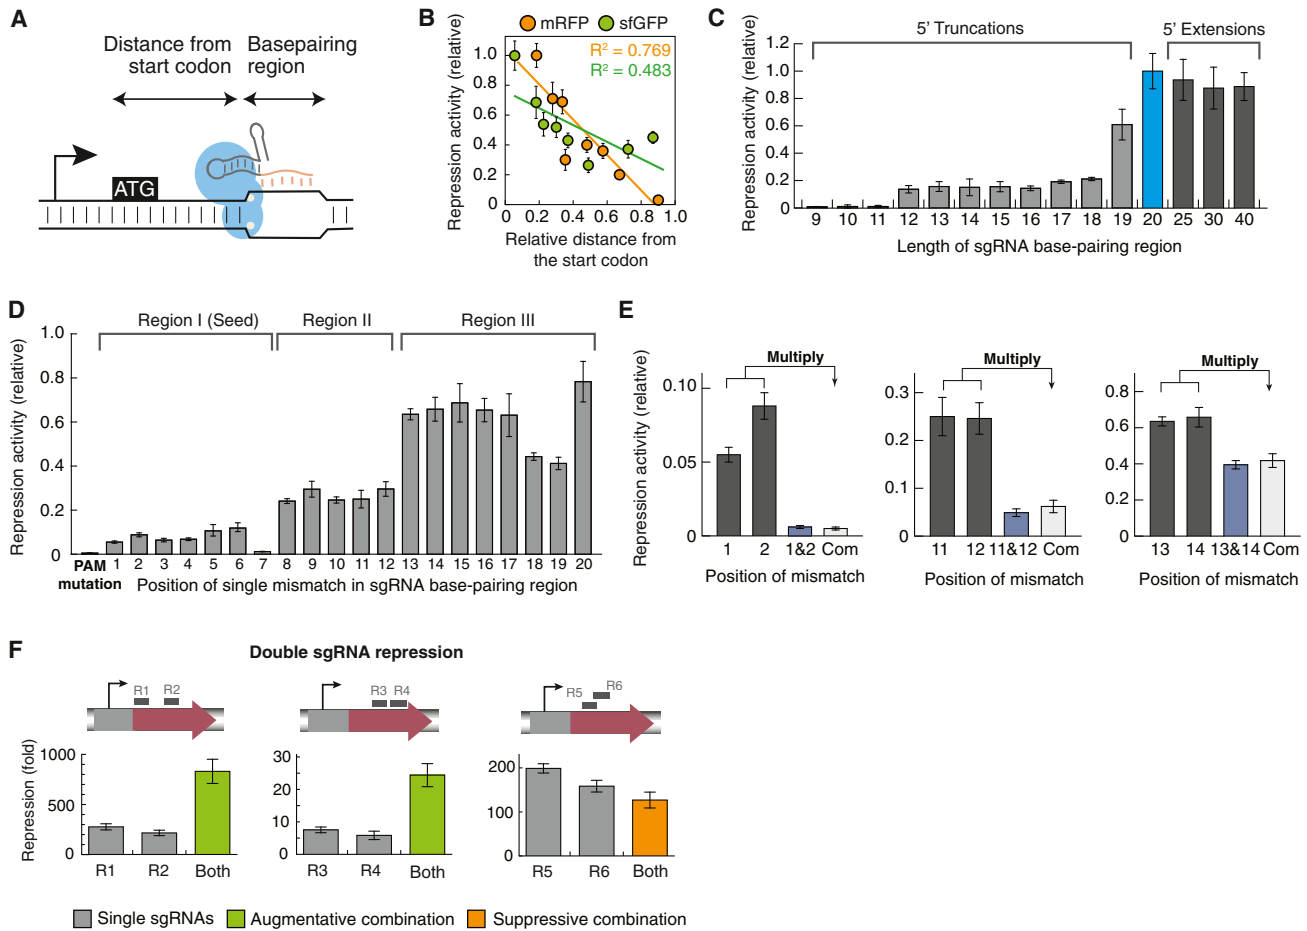 A
Distance from
start codon
Basepairing
region
ATG
B
mRFP sfGFP
R² = 0.769
R² = 0.483
Repression activity (relative)
1.0
0.8
0.6
0.4
0.2
0
0 0.2 0.4 0.6 0.8 1.0
Relative distance from
the start codon
C
5’ Truncations
5’ Extensions
Repression activity (relative)
1.2
1.0
0.8
0.6
0.4
0.2
0
9 10 11 12 13 14 15 16 17 18 19 20 25 30 40
Length of sgRNA base-pairing region
D
Region I (Seed) Region II Region III
Repression activity (relative)
1.0
0.8
0.6
0.4
0.2
0
PAM
mutation
1 2 3 4 5 6 7 8 9 10 11 12 13 14 15 16 17 18 19 20
Position of single mismatch in sgRNA base-pairing region
E
Repression activity (relative)
Multiply
0.10
0.05
0
1 2 1&2 Com
Position of mismatch
Multiply
0.3
0.2
0.1
0
11 12 11&12 Com
Position of mismatch
Multiply
0.8
0.6
0.4
0.2
0
13 14 13&14 Com
Position of mismatch
F
Double sgRNA repression
R1 R2
Repression (fold)
1000
500
0
R1 R2 Both
R3 R4
30
20
10
0
R3 R4 Both
R5 R6
200
100
0
R5 R6 Both
Single sgRNAs Augmentative combination Suppressive combination